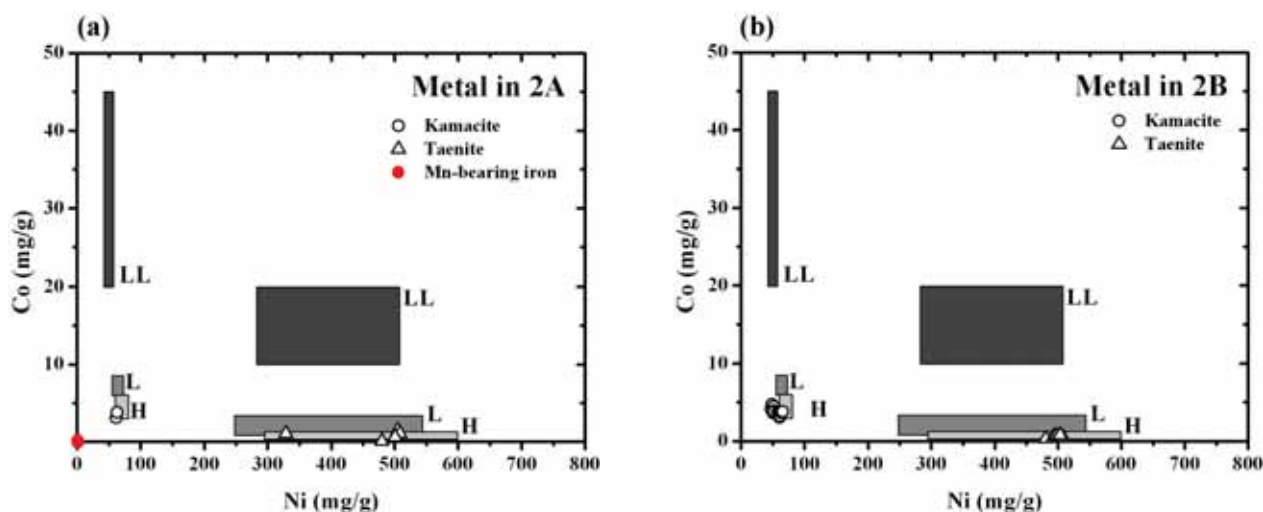 (a)
50
Metal in 2A
Kamacite
Taenite
Mn-bearing iron
40
30
Co (mg/g)
20
LL
LL
10
L
H
L
H
0
0 100 200 300 400 500 600 700 800
Ni (mg/g)
(b)
50
Metal in 2B
Kamacite
Taenite
40
30
Co (mg/g)
20
LL
LL
10
L
H
L
H
0
0 100 200 300 400 500 600 700 800
Ni (mg/g)